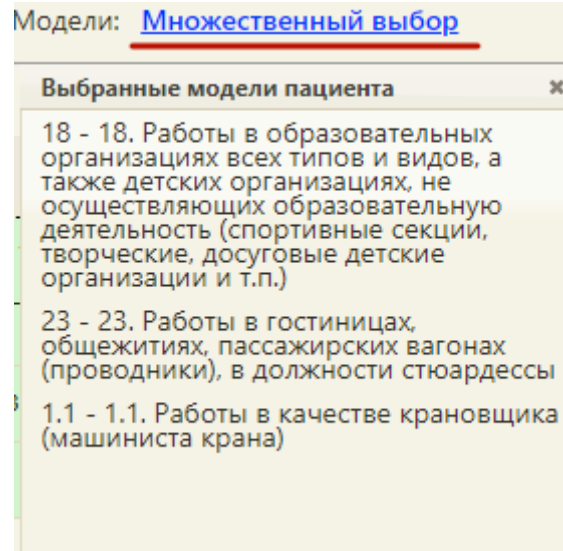 Модели: Множественный выбор
Выбранные модели пациента
18 - 18. Работы в образовательных
организациях всех типов и видов, а
также детских организациях, не
осуществляющих образовательную
деятельность (спортивные секции,
творческие, досуговые детские
организации и т.п.)
23 - 23. Работы в гостиницах,
общежитиях, пассажирских вагонах
(проводники), в должности стюардессы
1.1 - 1.1. Работы в качестве крановщика
(машиниста крана)